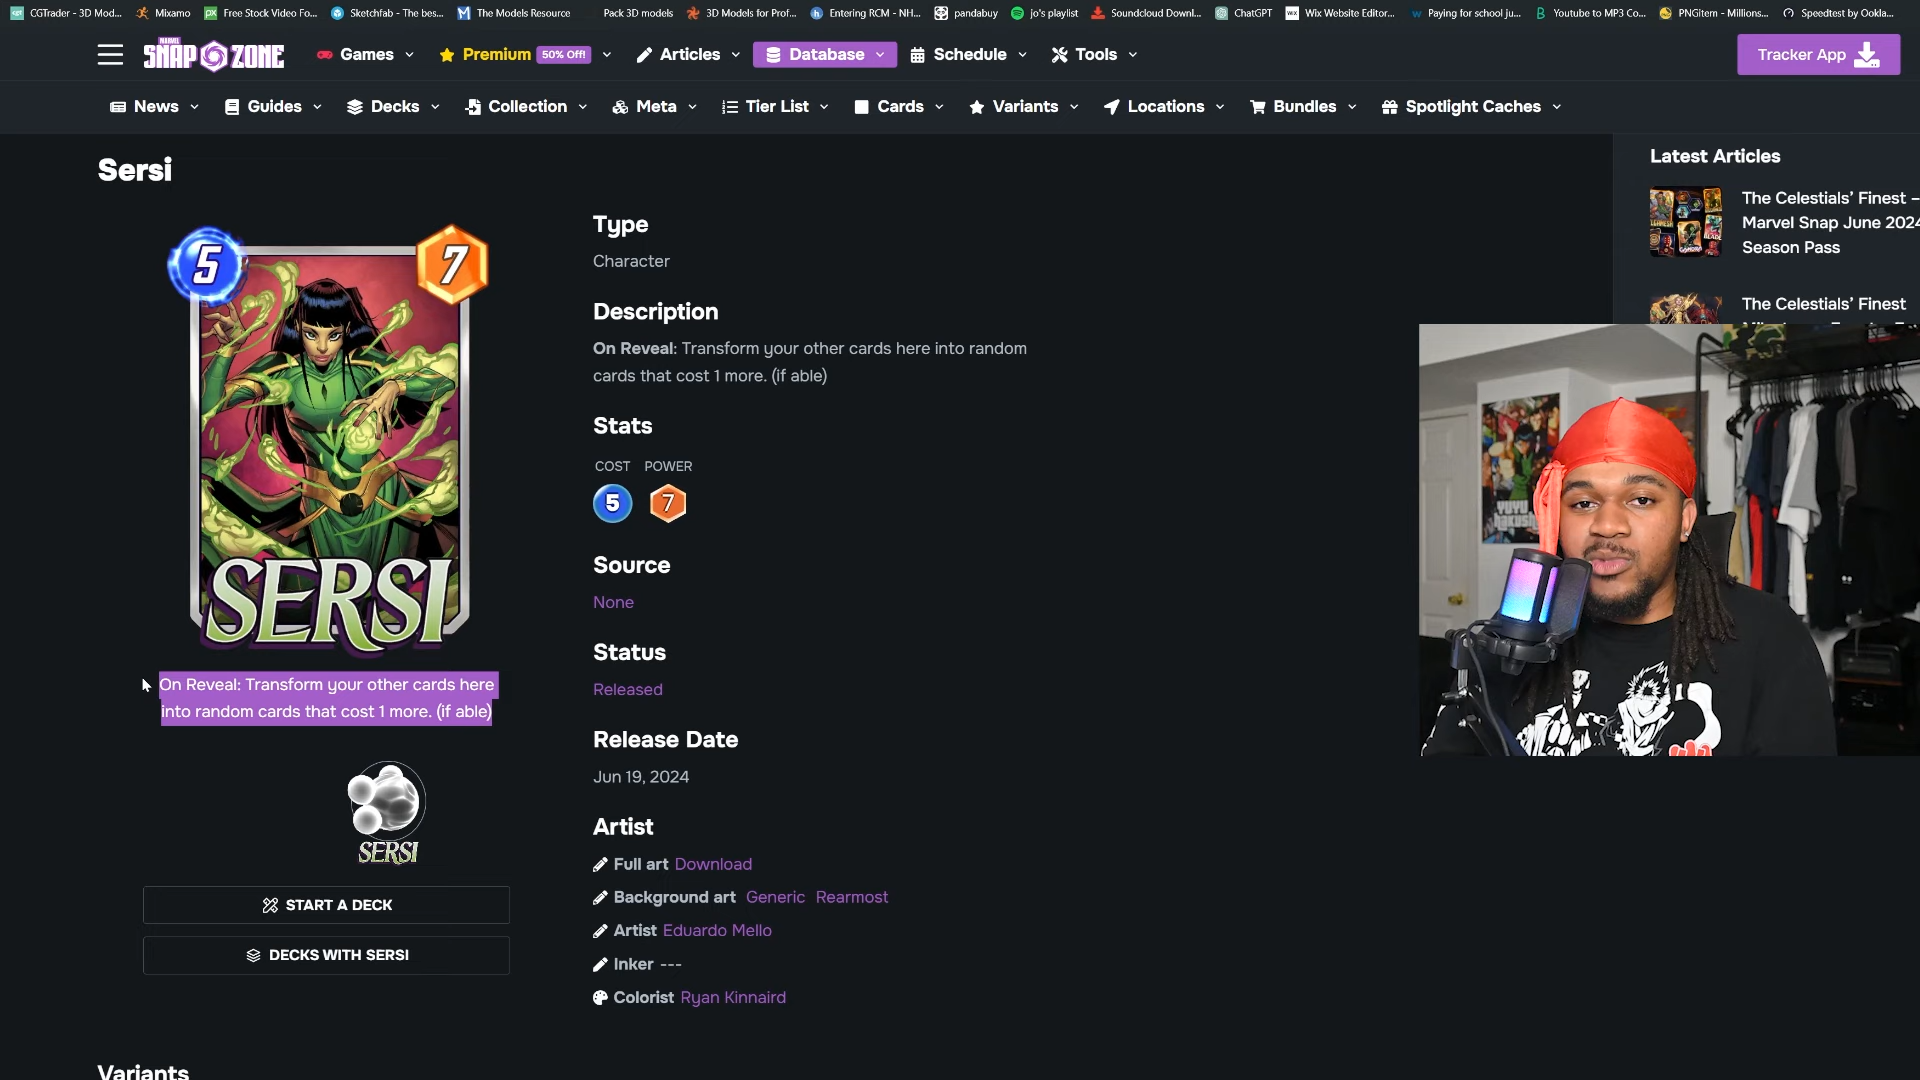 CGTrader - 3D Mod...
Mixamo
Free Stock Video Fo...
Sketchfab - The bes...
The Models Resource
Pack 3D models
3D Models for Prof...
Entering RCM - NH...
pandabuy
jo's playlist
Soundcloud Downl...
ChatGPT
Wix Website Editor...
Paying for school ju...
Youtube to MP3 Co...
PNGitem - Millions...
Speedtest by Ookla...
MARVEL
SNAP ZONE
Games
Premium 50% Off!
Articles
Database
Schedule
Tools
Tracker App
News
Guides
Decks
Collection
Meta
Tier List
Cards
Variants
Locations
Bundles
Spotlight Caches
Sersi
5
7
SERSI
On Reveal: Transform your other cards here
into random cards that cost 1 more. (if able)
SERSI
START A DECK
DECKS WITH SERSI
Type
Character
Description
On Reveal: Transform your other cards here into random
cards that cost 1 more. (if able)
Stats
COST POWER
5 7
Source
None
Status
Released
Release Date
Jun 19, 2024
Artist
Full art Download
Background art Generic Rearmost
Artist Eduardo Mello
Inker ---
Colorist Ryan Kinnaird
Variants
Latest Articles
The Celestials' Finest –
Marvel Snap June 2024
Season Pass
The Celestials' Finest
YUYU
HAKUSHO